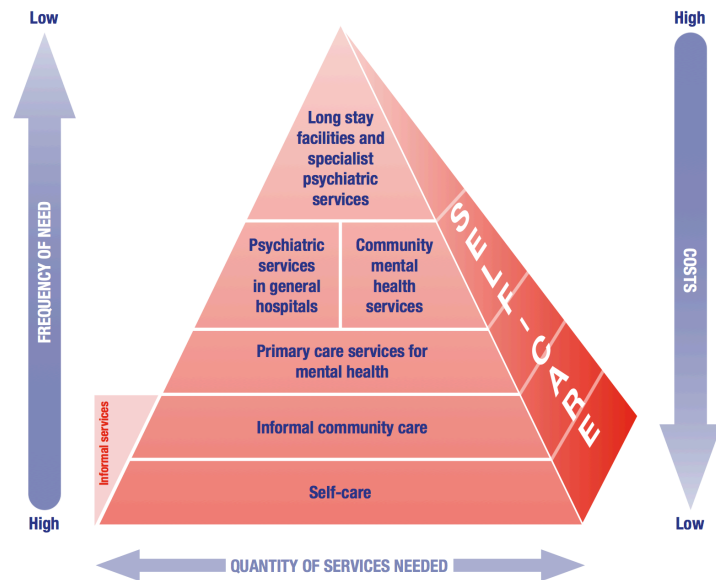 Low
High
Long stay
facilities and
specialist
psychiatric
services
SELF-CARE
FREQUENCY OF NEED
COSTS
Psychiatric
services
in general
hospitals
Community
mental
health
services
Primary care services for
mental health
Informal services
Informal community care
Self-care
High
Low
QUANTITY OF SERVICES NEEDED